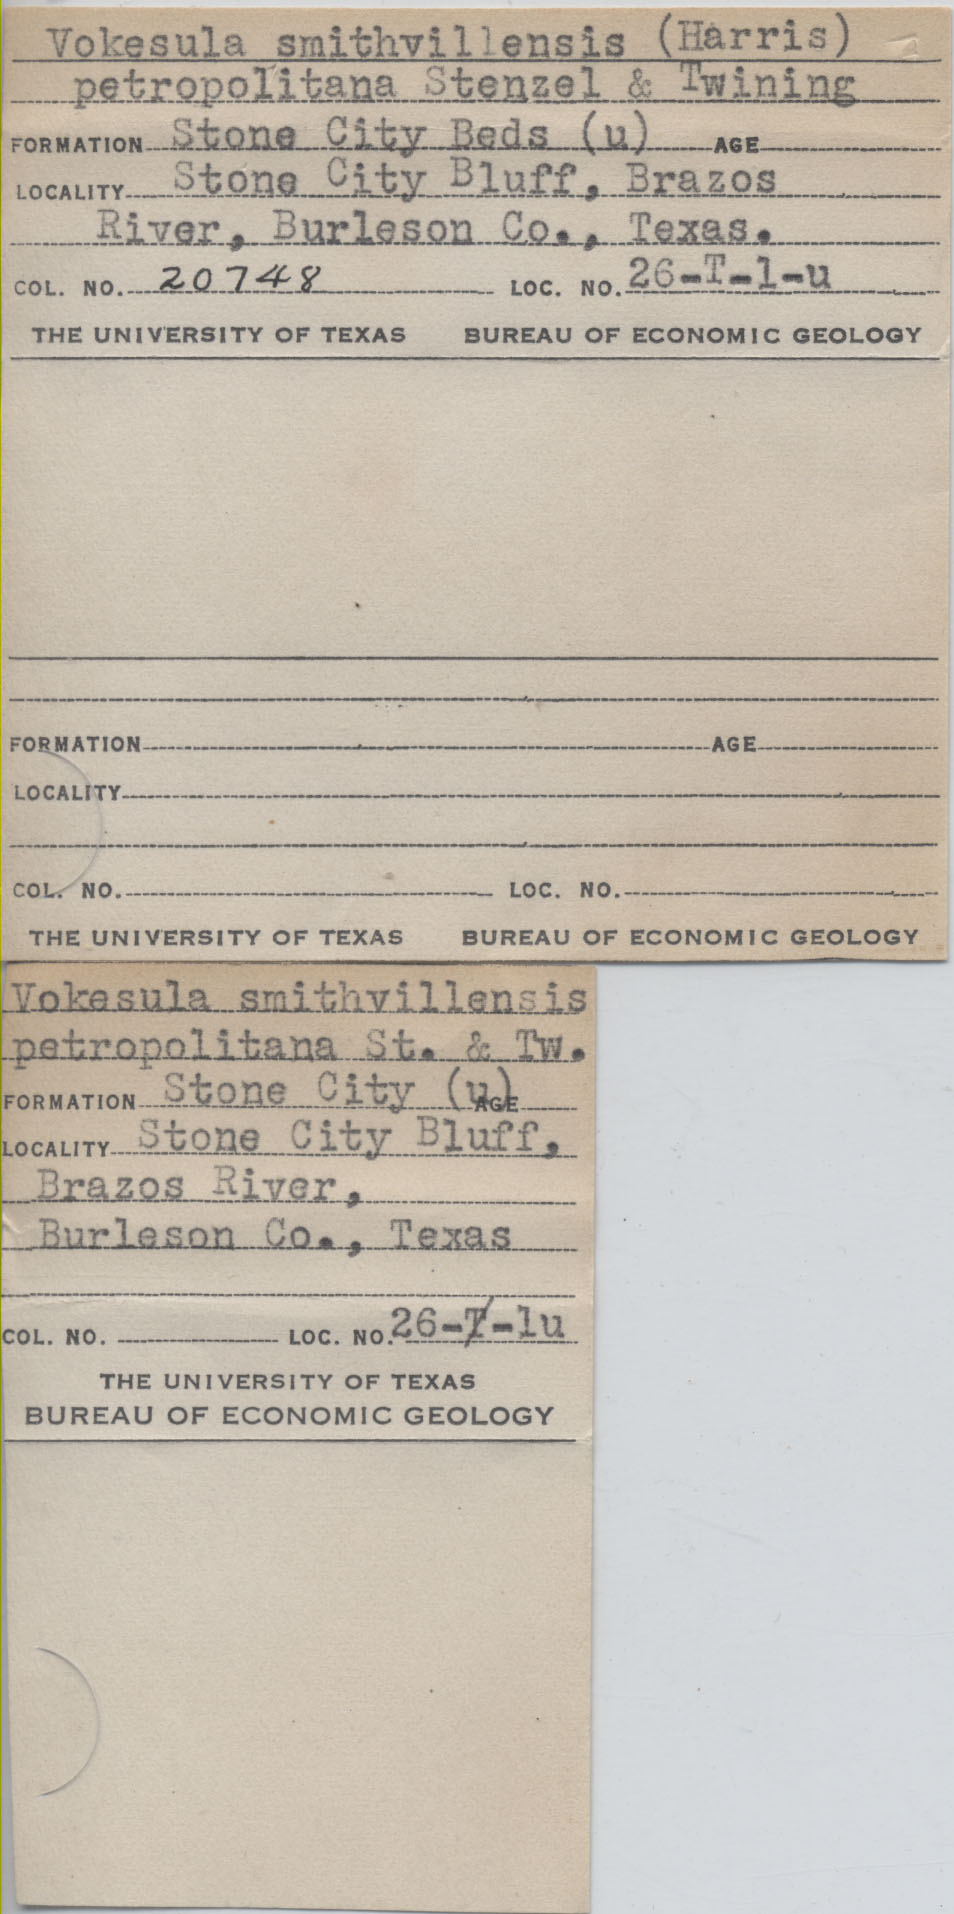 Vokesula smithvillensis (Harris)
petropolitana Stenzel & Twining
FORMATION Stone City Beds (u) AGE
LOCALITY Stone City Bluff, Brazos
River, Burleson Co., Texas.
COL. NO. 20748 LOC. NO. 26-T-1-u
THE UNIVERSITY OF TEXAS BUREAU OF ECONOMIC GEOLOGY
FORMATION AGE
LOCALITY
COL. NO. LOC. NO.
THE UNIVERSITY OF TEXAS BUREAU OF ECONOMIC GEOLOGY
Vokesula smithvillensis
petropolitana St. & Tw.
FORMATION Stone City (u) AGE
LOCALITY Stone City Bluff,
Brazos River,
Burleson Co., Texas
COL. NO. LOC. NO. 26-T-1u
THE UNIVERSITY OF TEXAS
BUREAU OF ECONOMIC GEOLOGY